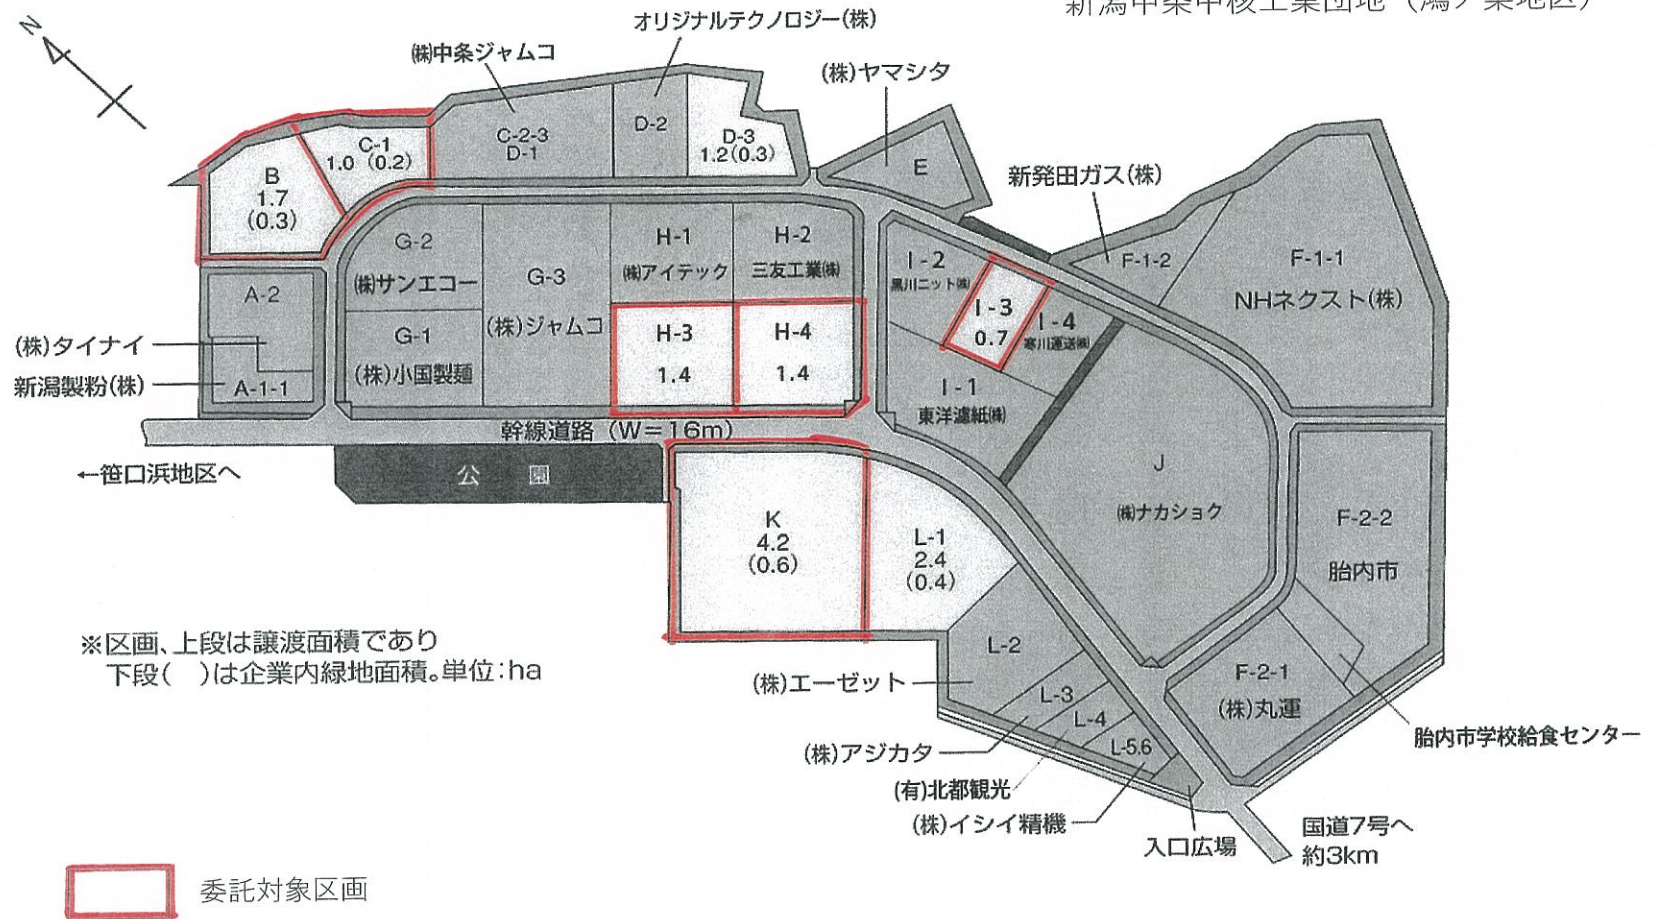 新潟中条中核工業団地（鴻ノ巣地区）
N
オリジナルテクノロジー(株)
㈱中条ジャムコ
(株)ヤマシタ
新発田ガス(株)
C-1
1.0 (0.2)
B
1.7
(0.3)
C-2-3
D-1
D-2
D-3
1.2(0.3)
E
F-1-2
F-1-1
NHネクスト(株)
A-2
(株)タイナイ
新潟製粉(株)
A-1-1
G-2
㈱サンエコー
G-1
(株)小国製麺
G-3
(株)ジャムコ
H-1
㈱アイテック
H-2
三友工業㈱
H-3
1.4
H-4
1.4
I-2
黒川ニット㈱
I-3
0.7
I-4
寒川運送㈱
I-1
東洋濾紙㈱
J
㈱ナカショク
幹線道路（W=16m）
←笹口浜地区へ
公園
K
4.2
(0.6)
L-1
2.4
(0.4)
F-2-2
胎内市
L-2
(株)エーゼット
L-3
L-4
L-5.6
F-2-1
(株)丸運
胎内市学校給食センター
(株)アジカタ
(有)北都観光
(株)イシイ精機
入口広場
国道7号へ
約3km
※区画、上段は譲渡面積であり
下段(　)は企業内緑地面積。単位：ha
委託対象区画